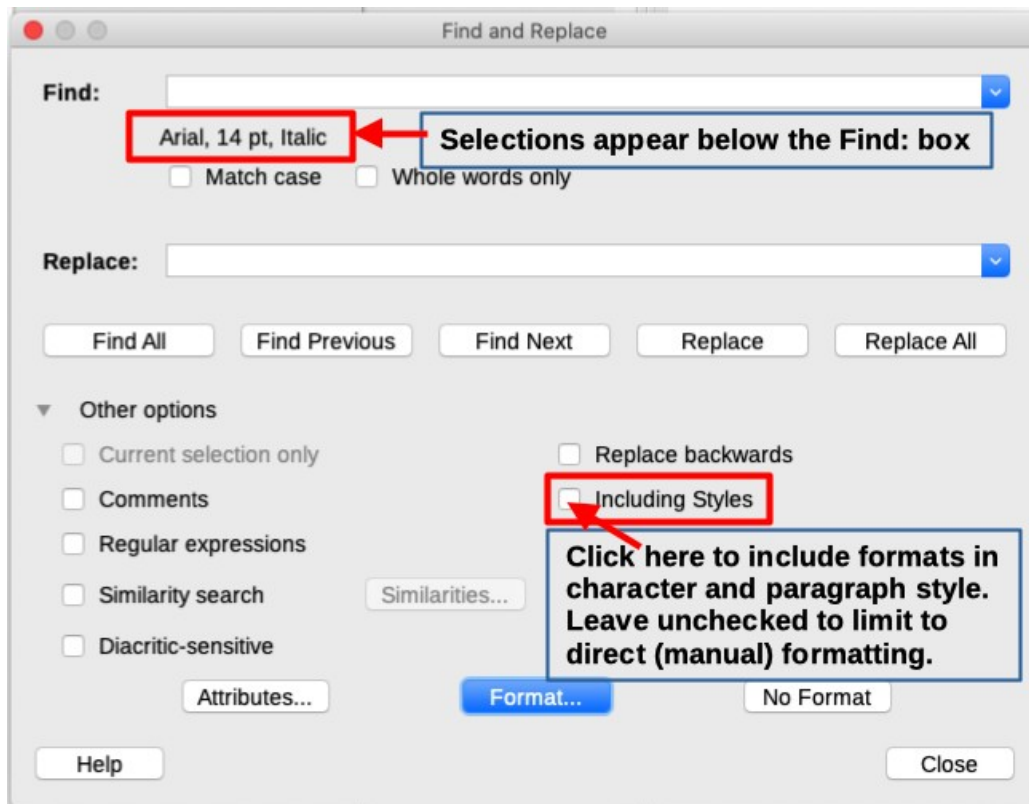 Find and Replace
Find:
Arial, 14 pt, Italic
Selections appear below the Find: box
Match case Whole words only
Replace:
Find All Find Previous Find Next Replace Replace All
Other options
Current selection only Replace backwards
Comments Including Styles
Regular expressions
Click here to include formats in
character and paragraph style.
Leave unchecked to limit to
direct (manual) formatting.
Similarity search Similarities...
Diacritic-sensitive
Attributes... Format... No Format
Help Close